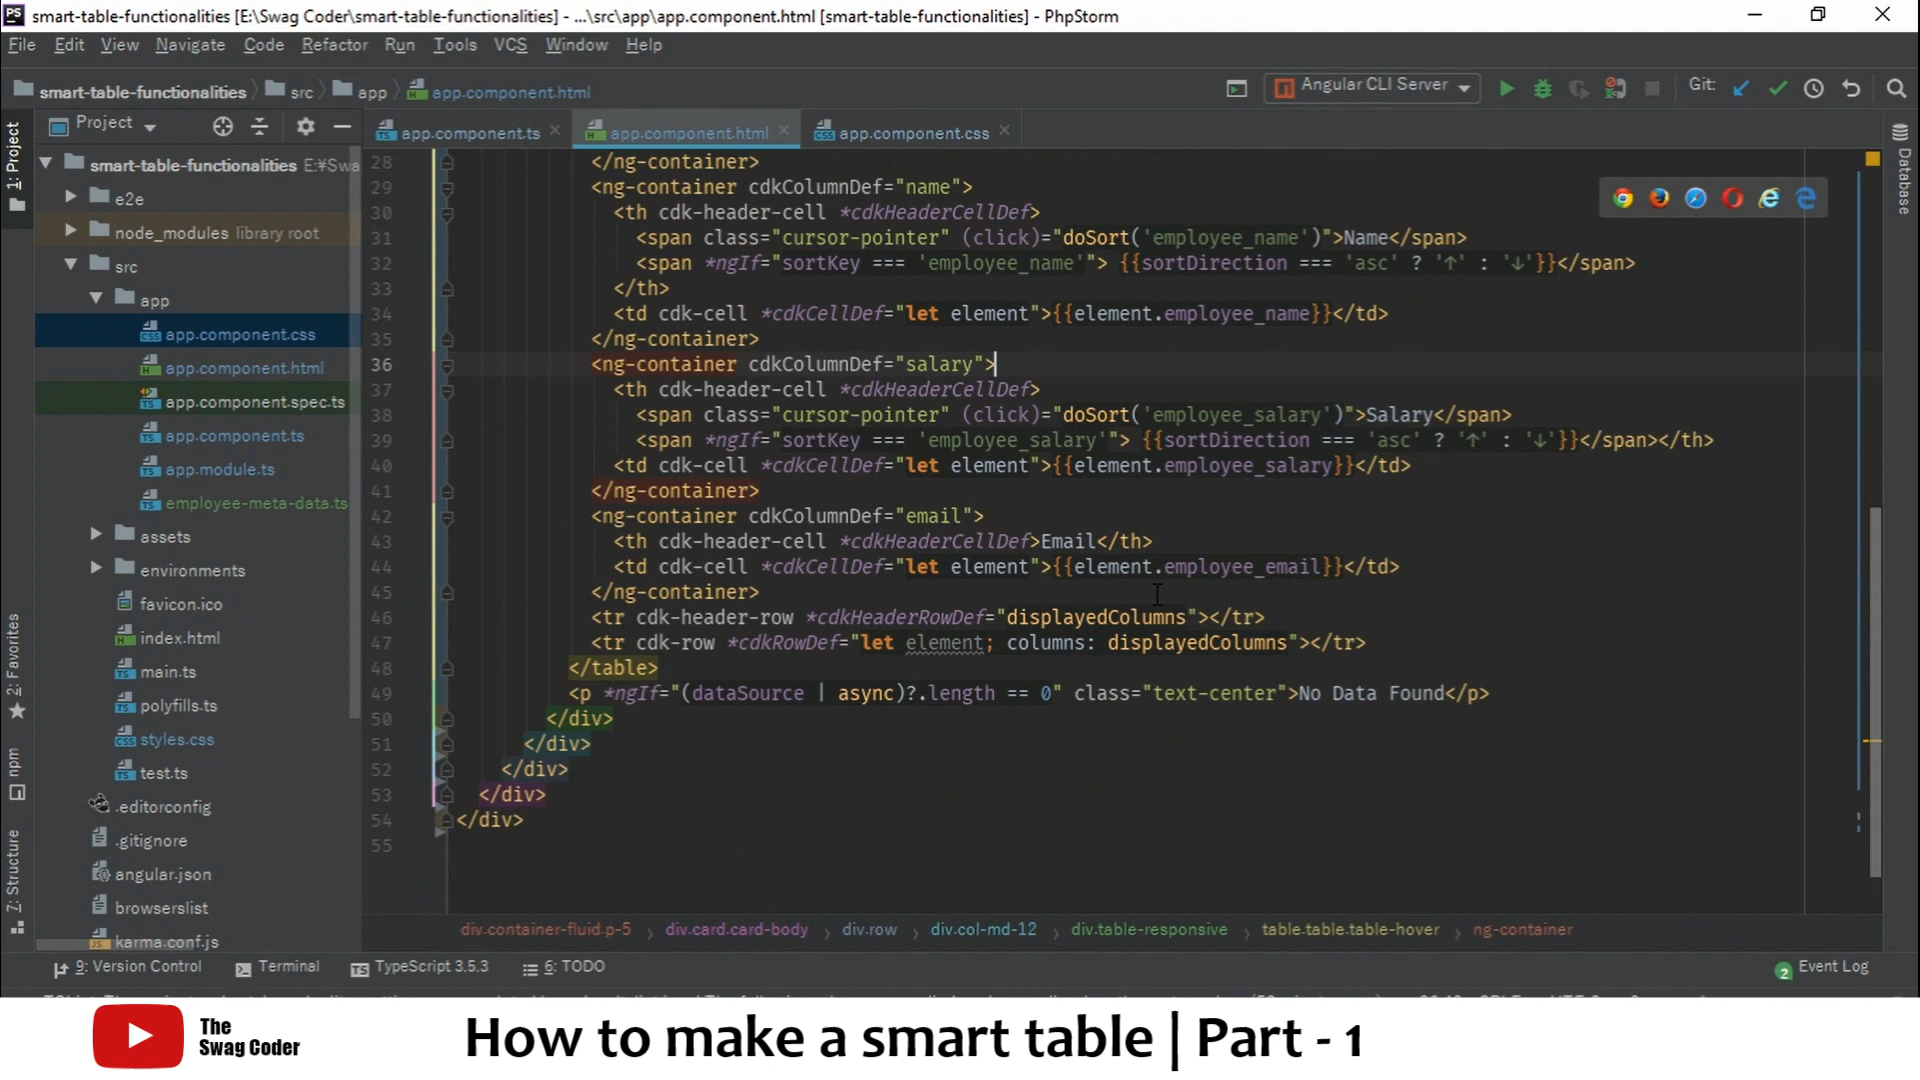 PS smart-table-functionalities [E:\Swag Coder\smart-table-functionalities] - ...\src\app\app.component.html [smart-table-functionalities] - PhpStorm
File Edit View Navigate Code Refactor Run Tools VCS Window Help
smart-table-functionalities src app app.component.html Angular CLI Server Git:
Project app.component.ts app.component.html app.component.css
1: Project
2: Favorites
npm
7: Structure
Database
smart-table-functionalities E:¥Swa
e2e
node_modules library root
src
app
app.component.css
app.component.html
app.component.spec.ts
app.component.ts
app.module.ts
employee-meta-data.ts
assets
environments
favicon.ico
index.html
main.ts
polyfills.ts
styles.css
test.ts
.editorconfig
.gitignore
angular.json
browserslist
karma.conf.js
28 </ng-container>
29 <ng-container cdkColumnDef="name">
30 <th cdk-header-cell *cdkHeaderCellDef>
31 <span class="cursor-pointer" (click)="doSort('employee_name')">Name</span>
32 <span *ngIf="sortKey === 'employee_name'"> {{sortDirection === 'asc' ? '↑' : '↓'}}</span>
33 </th>
34 <td cdk-cell *cdkCellDef="let element">{{element.employee_name}}</td>
35 </ng-container>
36 <ng-container cdkColumnDef="salary">
37 <th cdk-header-cell *cdkHeaderCellDef>
38 <span class="cursor-pointer" (click)="doSort('employee_salary')">Salary</span>
39 <span *ngIf="sortKey === 'employee_salary'"> {{sortDirection === 'asc' ? '↑' : '↓'}}</span></th>
40 <td cdk-cell *cdkCellDef="let element">{{element.employee_salary}}</td>
41 </ng-container>
42 <ng-container cdkColumnDef="email">
43 <th cdk-header-cell *cdkHeaderCellDef>Email</th>
44 <td cdk-cell *cdkCellDef="let element">{{element.employee_email}}</td>
45 </ng-container>
46 <tr cdk-header-row *cdkHeaderRowDef="displayedColumns"></tr>
47 <tr cdk-row *cdkRowDef="let element; columns: displayedColumns"></tr>
48 </table>
49 <p *ngIf="(dataSource | async)?.length == 0" class="text-center">No Data Found</p>
50 </div>
51 </div>
52 </div>
53 </div>
54 </div>
55
div.container-fluid.p-5 div.card.card-body div.row div.col-md-12 div.table-responsive table.table.table-hover ng-container
9: Version Control Terminal TypeScript 3.5.3 6: TODO 2 Event Log
The
Swag Coder
How to make a smart table | Part - 1